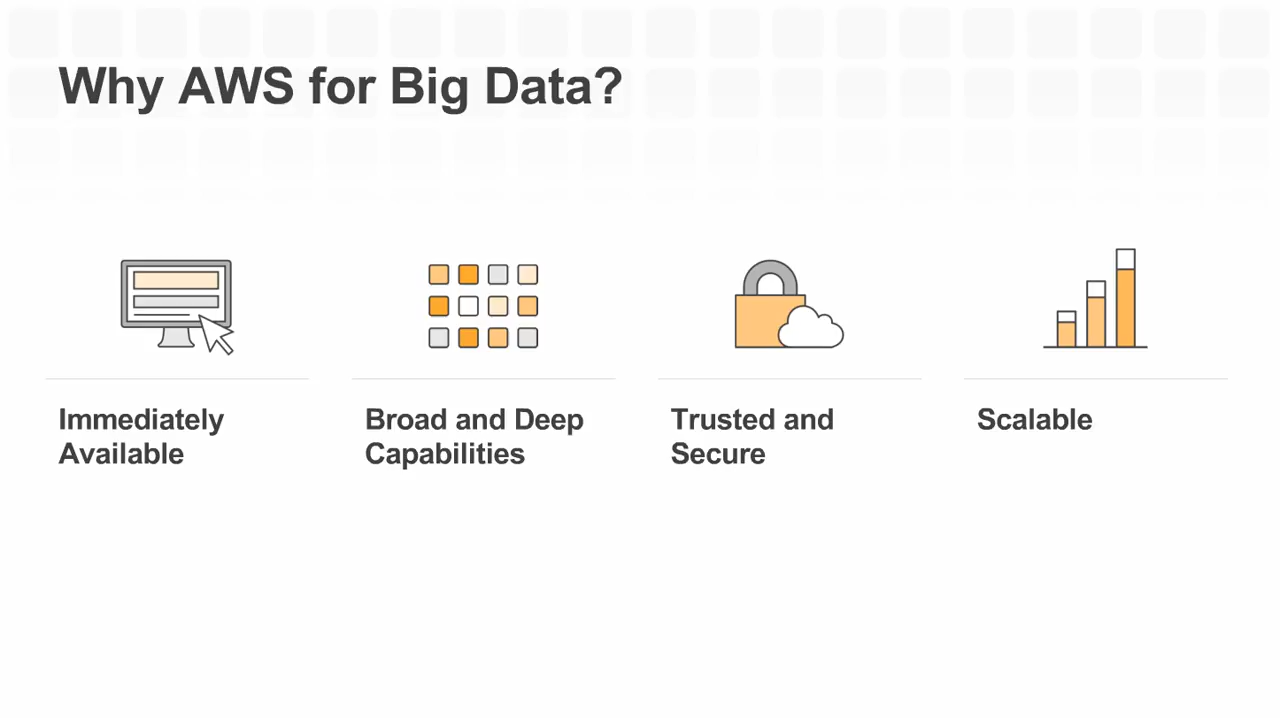 Why AWS for Big Data?
Immediately
Available
Broad and Deep
Capabilities
Trusted and
Secure
Scalable